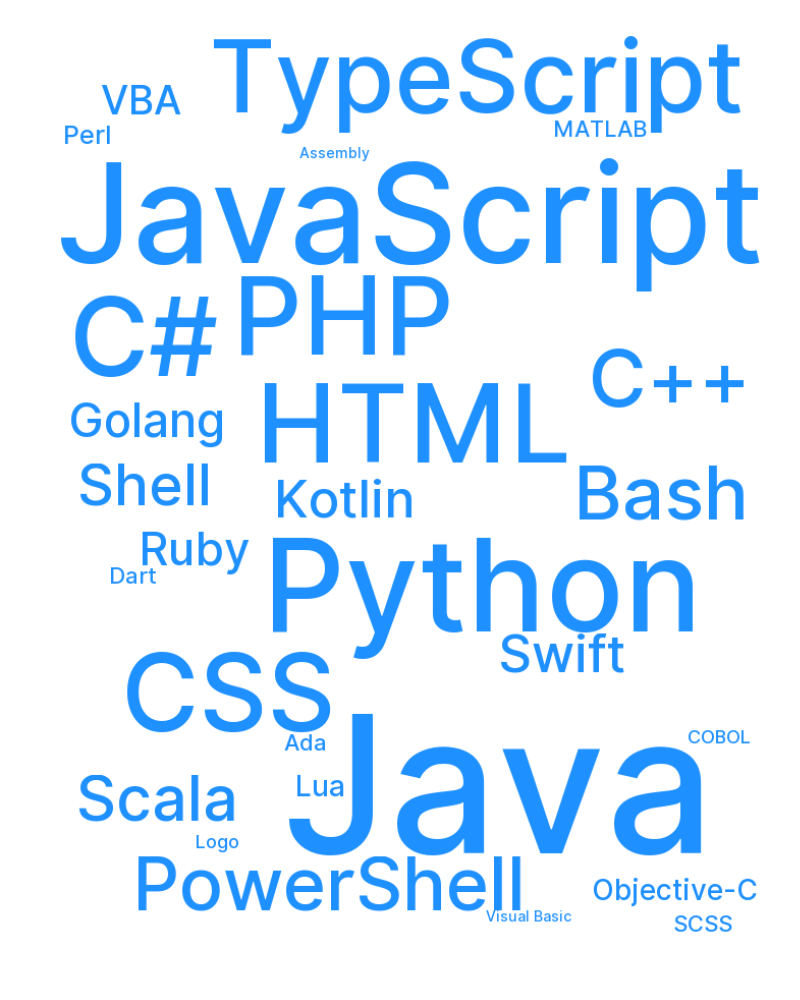 TypeScript
VBA
Perl
MATLAB
Assembly
JavaScript
PHP
C#
C++
HTML
Golang
Shell
Kotlin
Bash
Ruby
Dart
Python
Swift
CSS
Ada
COBOL
Java
Scala
Lua
Logo
PowerShell
Objective-C
Visual Basic
SCSS